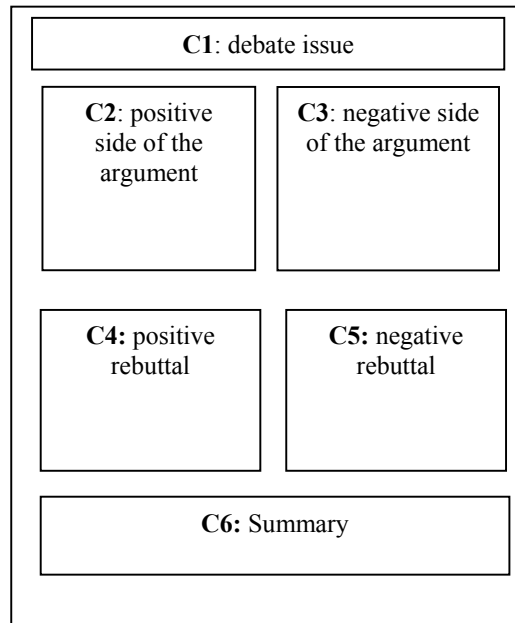 C1: debate issue
C2: positive
side of the
argument
C3: negative side
of the argument
C4: positive
rebuttal
C5: negative
rebuttal
C6: Summary